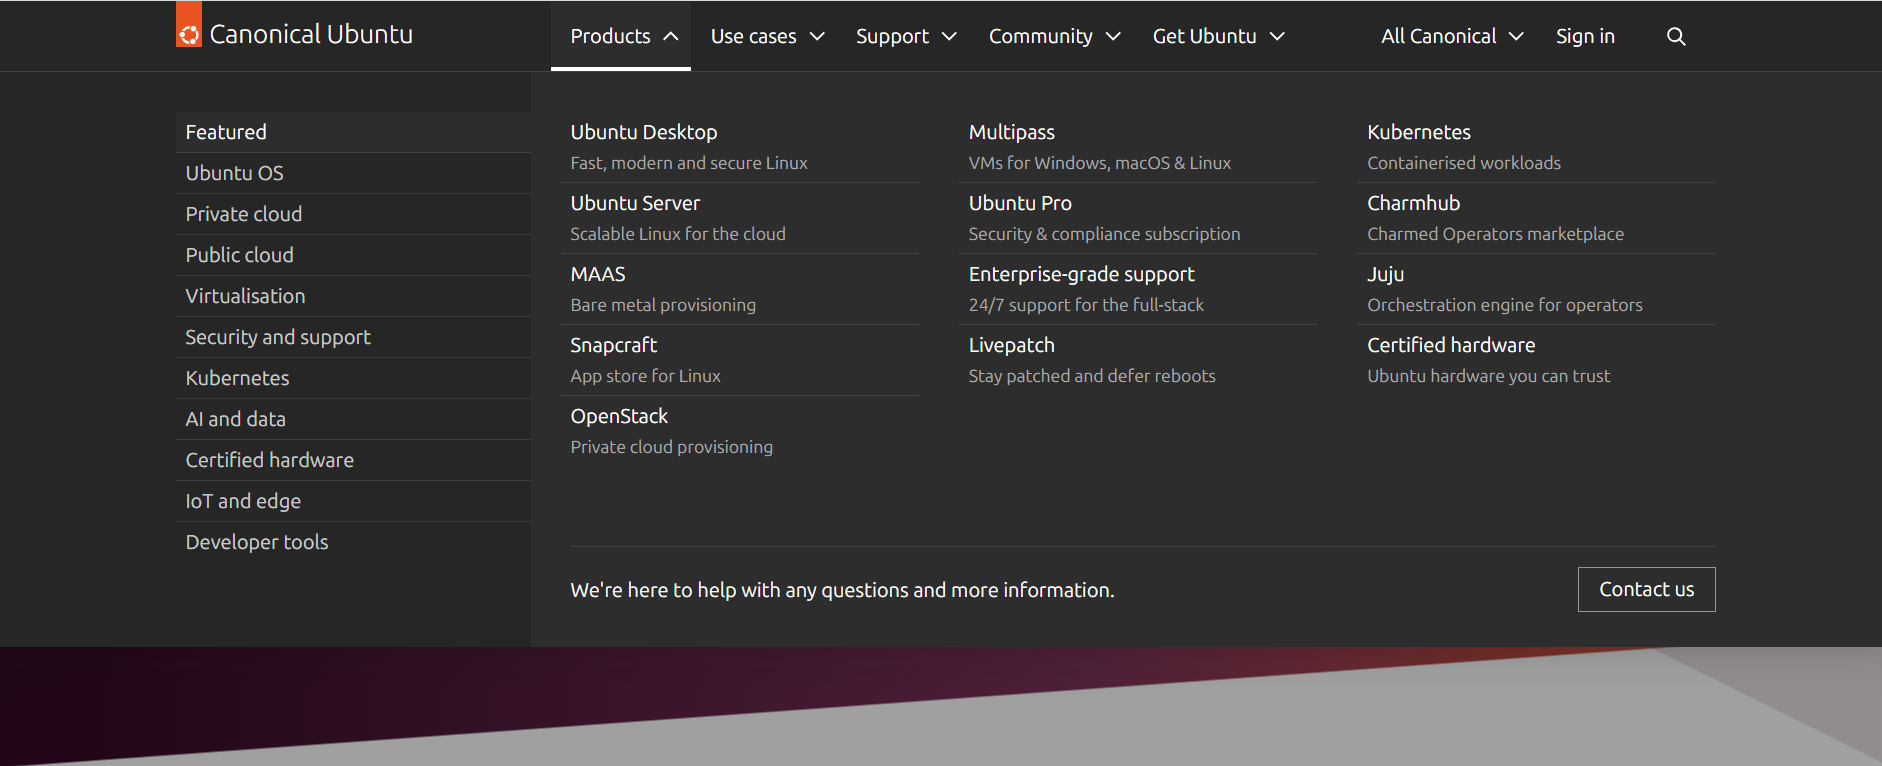 Canonical Ubuntu
Products
Use cases
Support
Community
Get Ubuntu
All Canonical
Sign in
Featured
Ubuntu OS
Private cloud
Public cloud
Virtualisation
Security and support
Kubernetes
AI and data
Certified hardware
IoT and edge
Developer tools
Ubuntu Desktop
Fast, modern and secure Linux
Ubuntu Server
Scalable Linux for the cloud
MAAS
Bare metal provisioning
Snapcraft
App store for Linux
OpenStack
Private cloud provisioning
Multipass
VMs for Windows, macOS & Linux
Ubuntu Pro
Security & compliance subscription
Enterprise-grade support
24/7 support for the full-stack
Livepatch
Stay patched and defer reboots
Kubernetes
Containerised workloads
Charmhub
Charmed Operators marketplace
Juju
Orchestration engine for operators
Certified hardware
Ubuntu hardware you can trust
We're here to help with any questions and more information.
Contact us